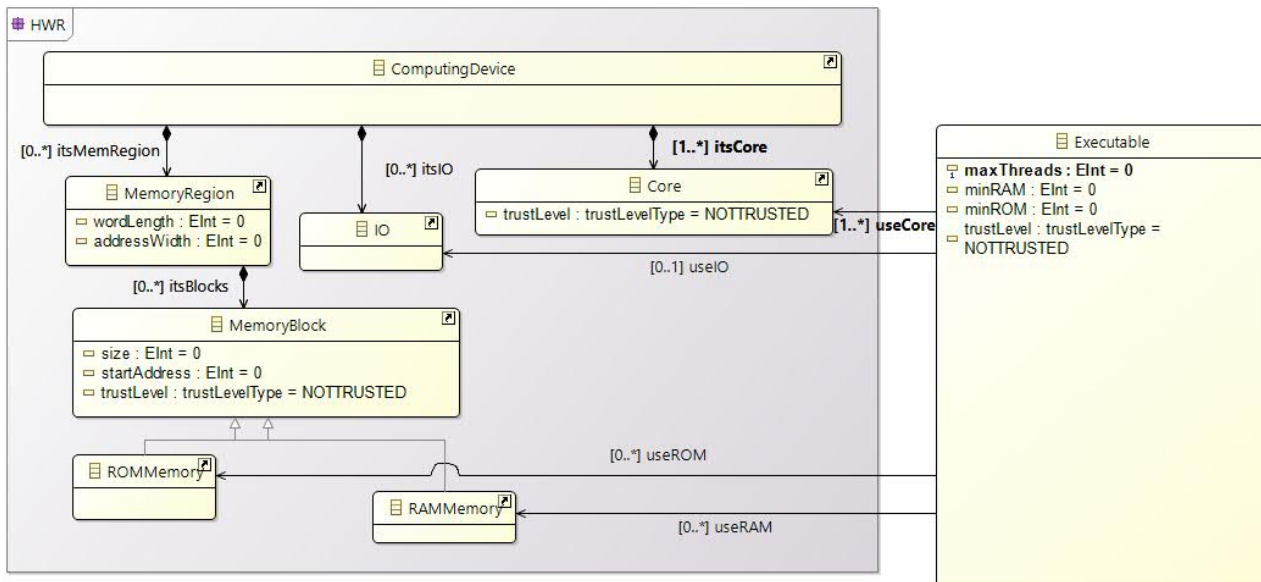 HWR
ComputingDevice
[0..*] itsMemRegion
[0..*] itsIO
[1..*] itsCore
MemoryRegion
wordLength : EInt = 0
addressWidth : EInt = 0
IO
Core
trustLevel : trustLevelType = NOTTRUSTED
Executable
1
maxThreads : EInt = 0
minRAM : EInt = 0
minROM : EInt = 0
trustLevel : trustLevelType =
NOTTRUSTED
[1..*] useCore
[0..1] useIO
[0..*] itsBlocks
MemoryBlock
size : EInt = 0
startAddress : EInt = 0
trustLevel : trustLevelType = NOTTRUSTED
ROMMemory
[0..*] useROM
RAMMemory
[0..*] useRAM